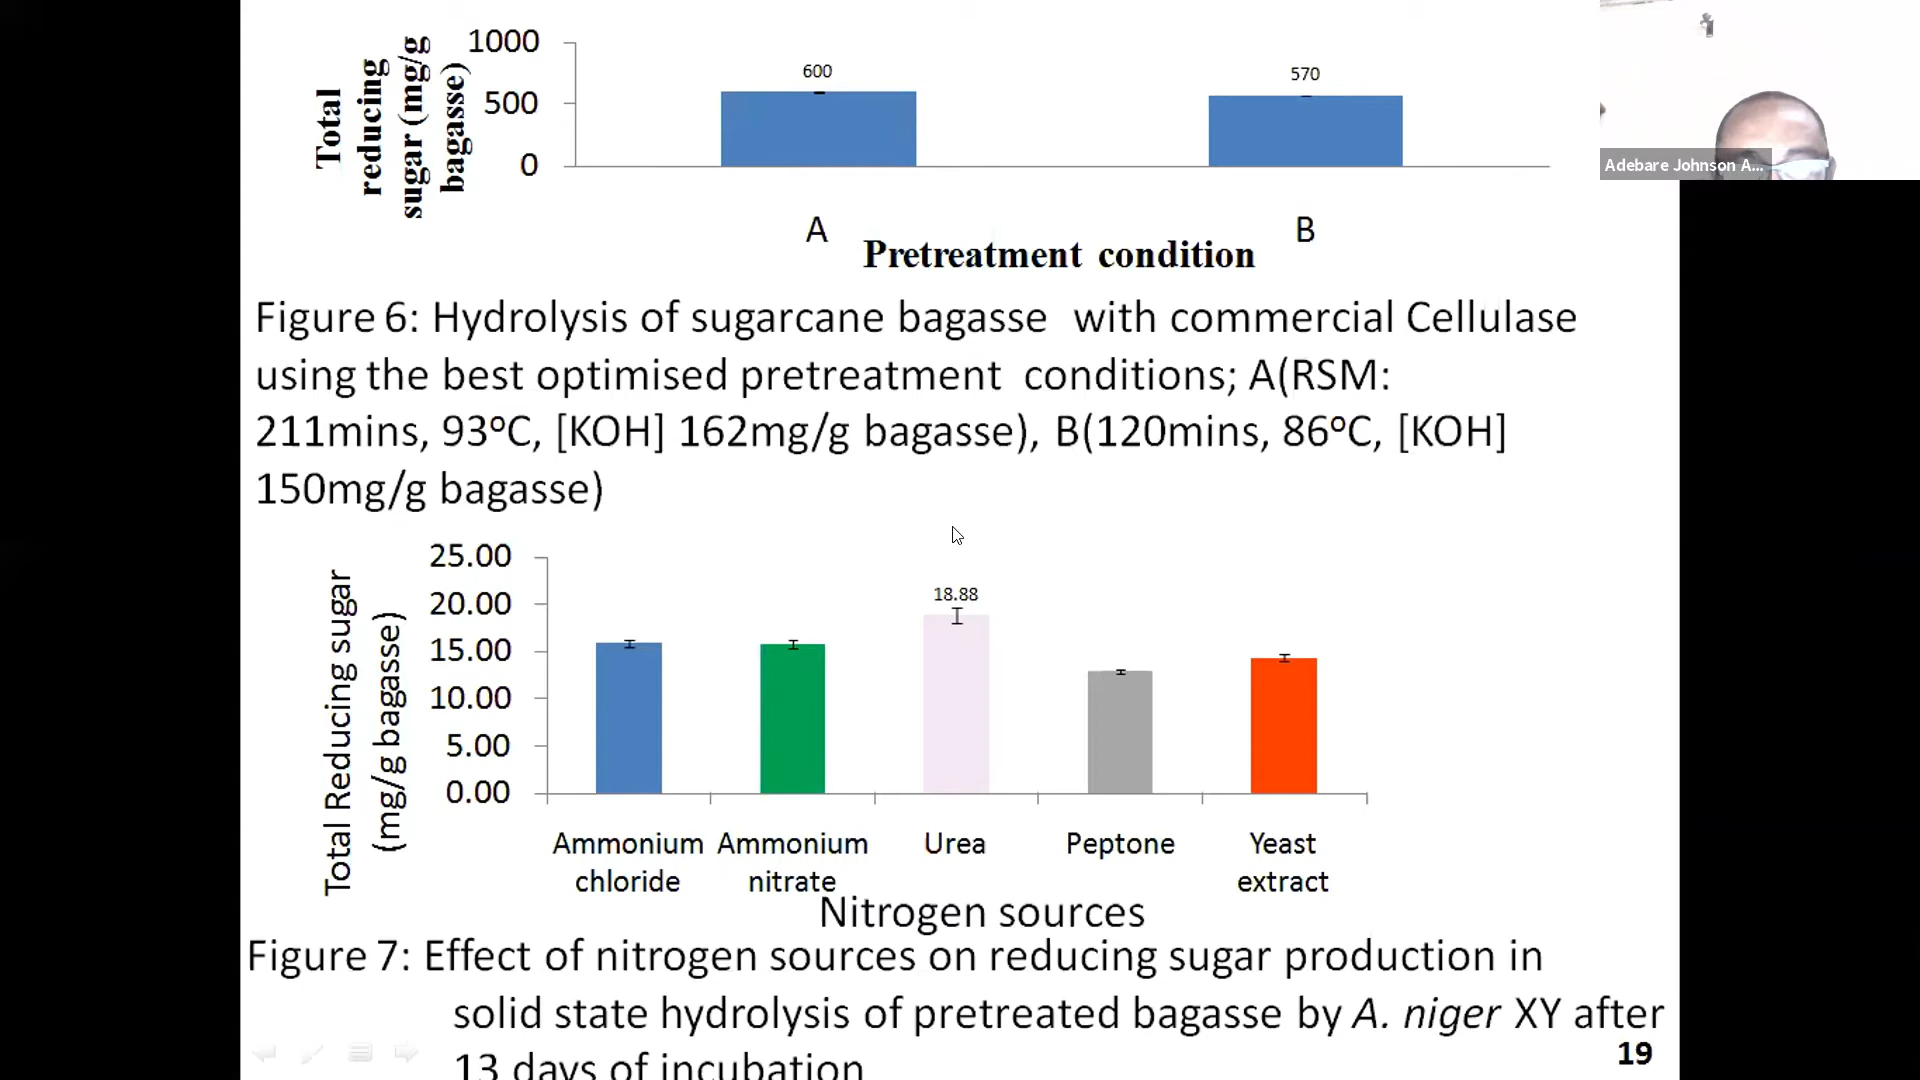 Total
reducing
sugar (mg/g
bagasse)
1000
500
0
600
570
A
B
Pretreatment condition
Adebare Johnson A...
Figure 6: Hydrolysis of sugarcane bagasse with commercial Cellulase
using the best optimised pretreatment conditions; A(RSM:
211mins, 93ºC, [KOH] 162mg/g bagasse), B(120mins, 86ºC, [KOH]
150mg/g bagasse)
Total Reducing sugar
(mg/g bagasse)
25.00
20.00
15.00
10.00
5.00
0.00
18.88
Ammonium
chloride
Ammonium
nitrate
Urea
Peptone
Yeast
extract
Nitrogen sources
Figure 7: Effect of nitrogen sources on reducing sugar production in
solid state hydrolysis of pretreated bagasse by A. niger XY after
13 days of incubation
19